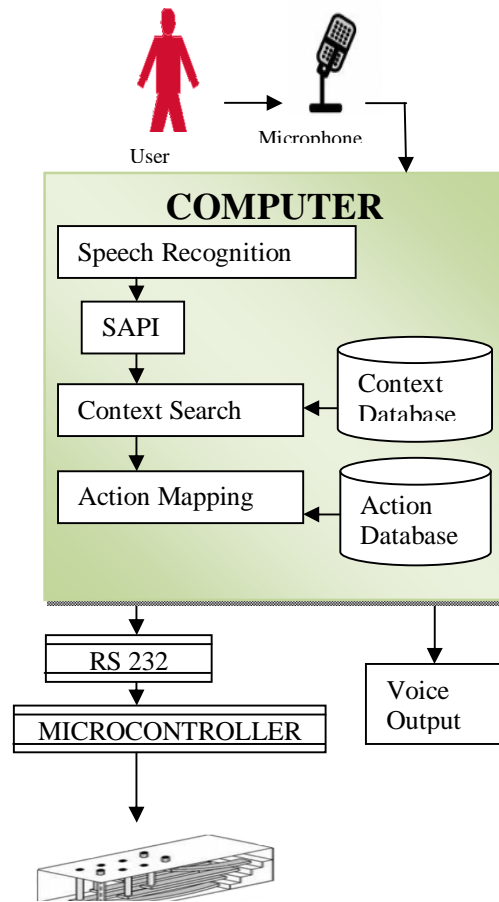 User
Microphone
COMPUTER
Speech Recognition
SAPI
Context Search
Context
Database
Action Mapping
Action
Database
RS 232
MICROCONTROLLER
Voice
Output